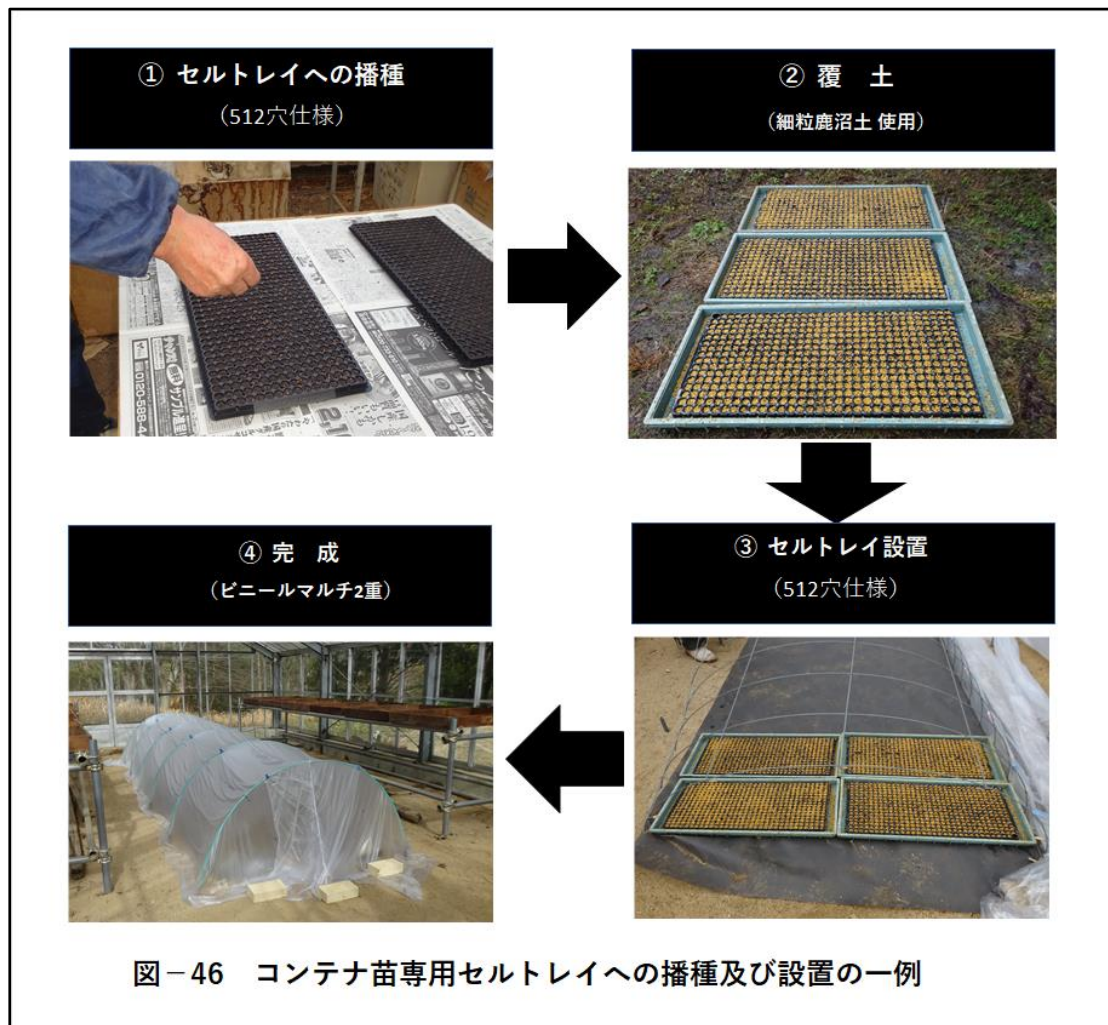 ① セルトレイへの播種
(512穴仕様)
② 覆　土
(細粒鹿沼土 使用)
③ セルトレイ設置
(512穴仕様)
④ 完　成
(ビニールマルチ2重)
0120-588-4
図－46　コンテナ苗専用セルトレイへの播種及び設置の一例